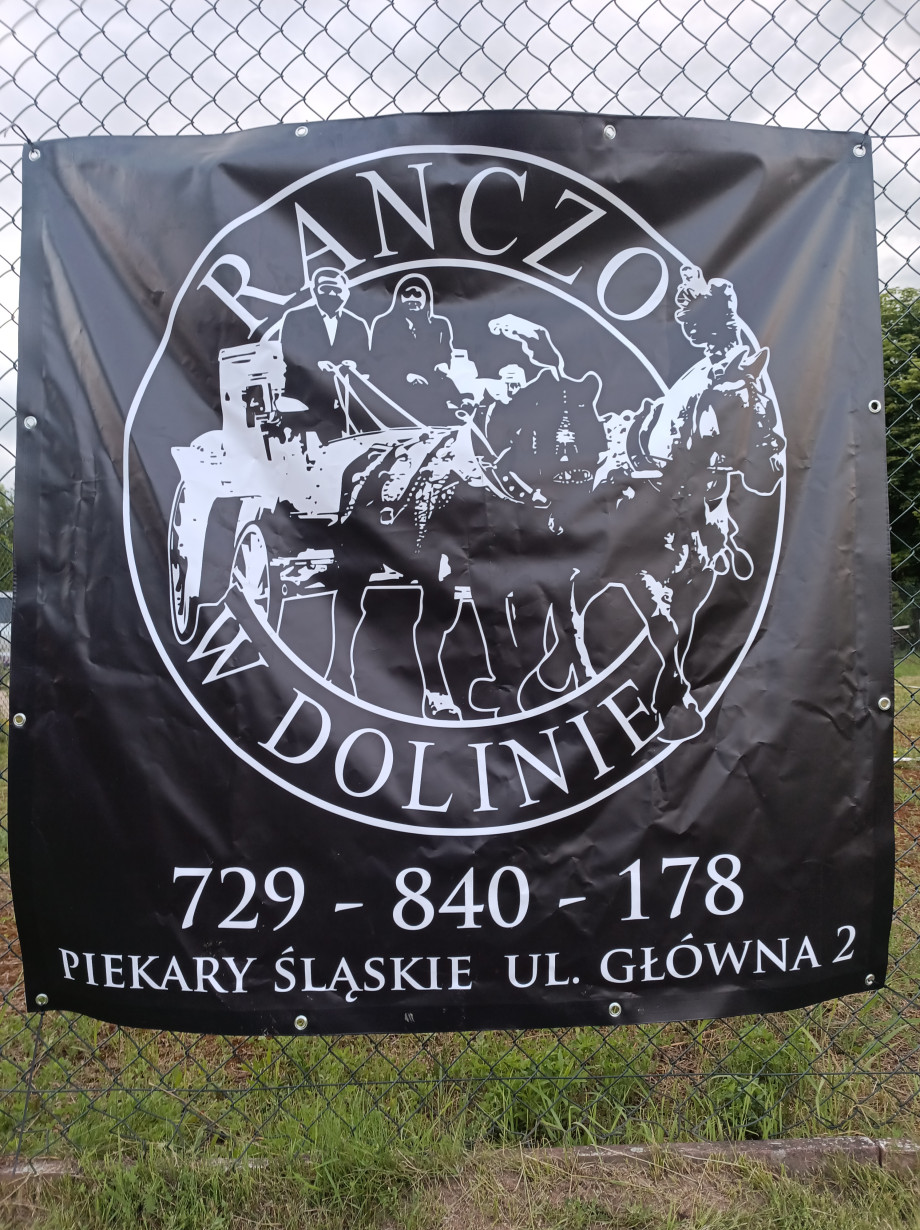 RANCZO
W DOLINIE
729 - 840 - 178
PIEKARY ŚLĄSKIE UL. GŁÓWNA 2